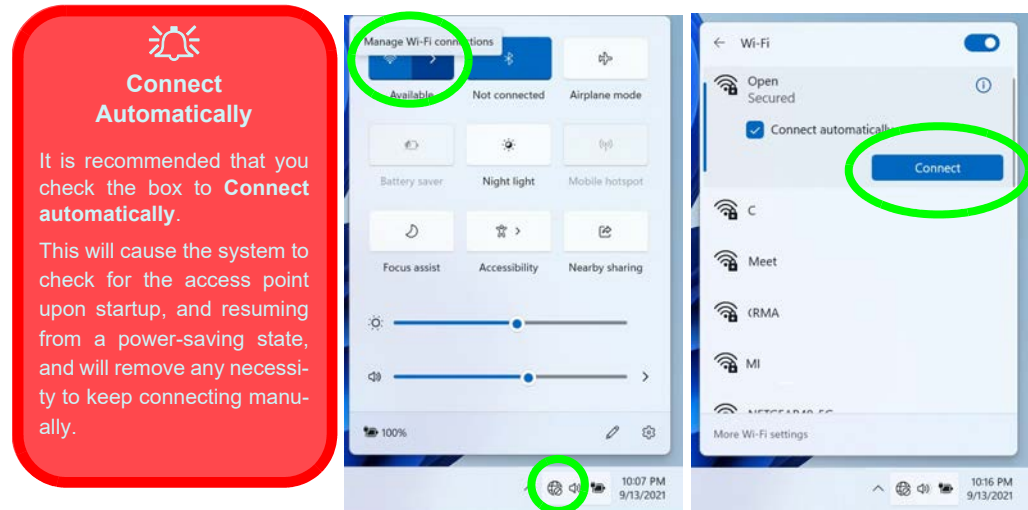 Connect
Automatically
It is recommended that you
check the box to Connect
automatically.
This will cause the system to
check for the access point
upon startup, and resuming
from a power-saving state,
and will remove any necessi-
ty to keep connecting manu-
ally.
Manage Wi-Fi connections
Available
Not connected
Airplane mode
Battery saver
Night light
Mobile hotspot
Focus assist
Accessibility
Nearby sharing
100%
10:07 PM
9/13/2021
Wi-Fi
Open
Secured
Connect automatically
Connect
C
Meet
(RMA
MI
More Wi-Fi settings
10:16 PM
9/13/2021